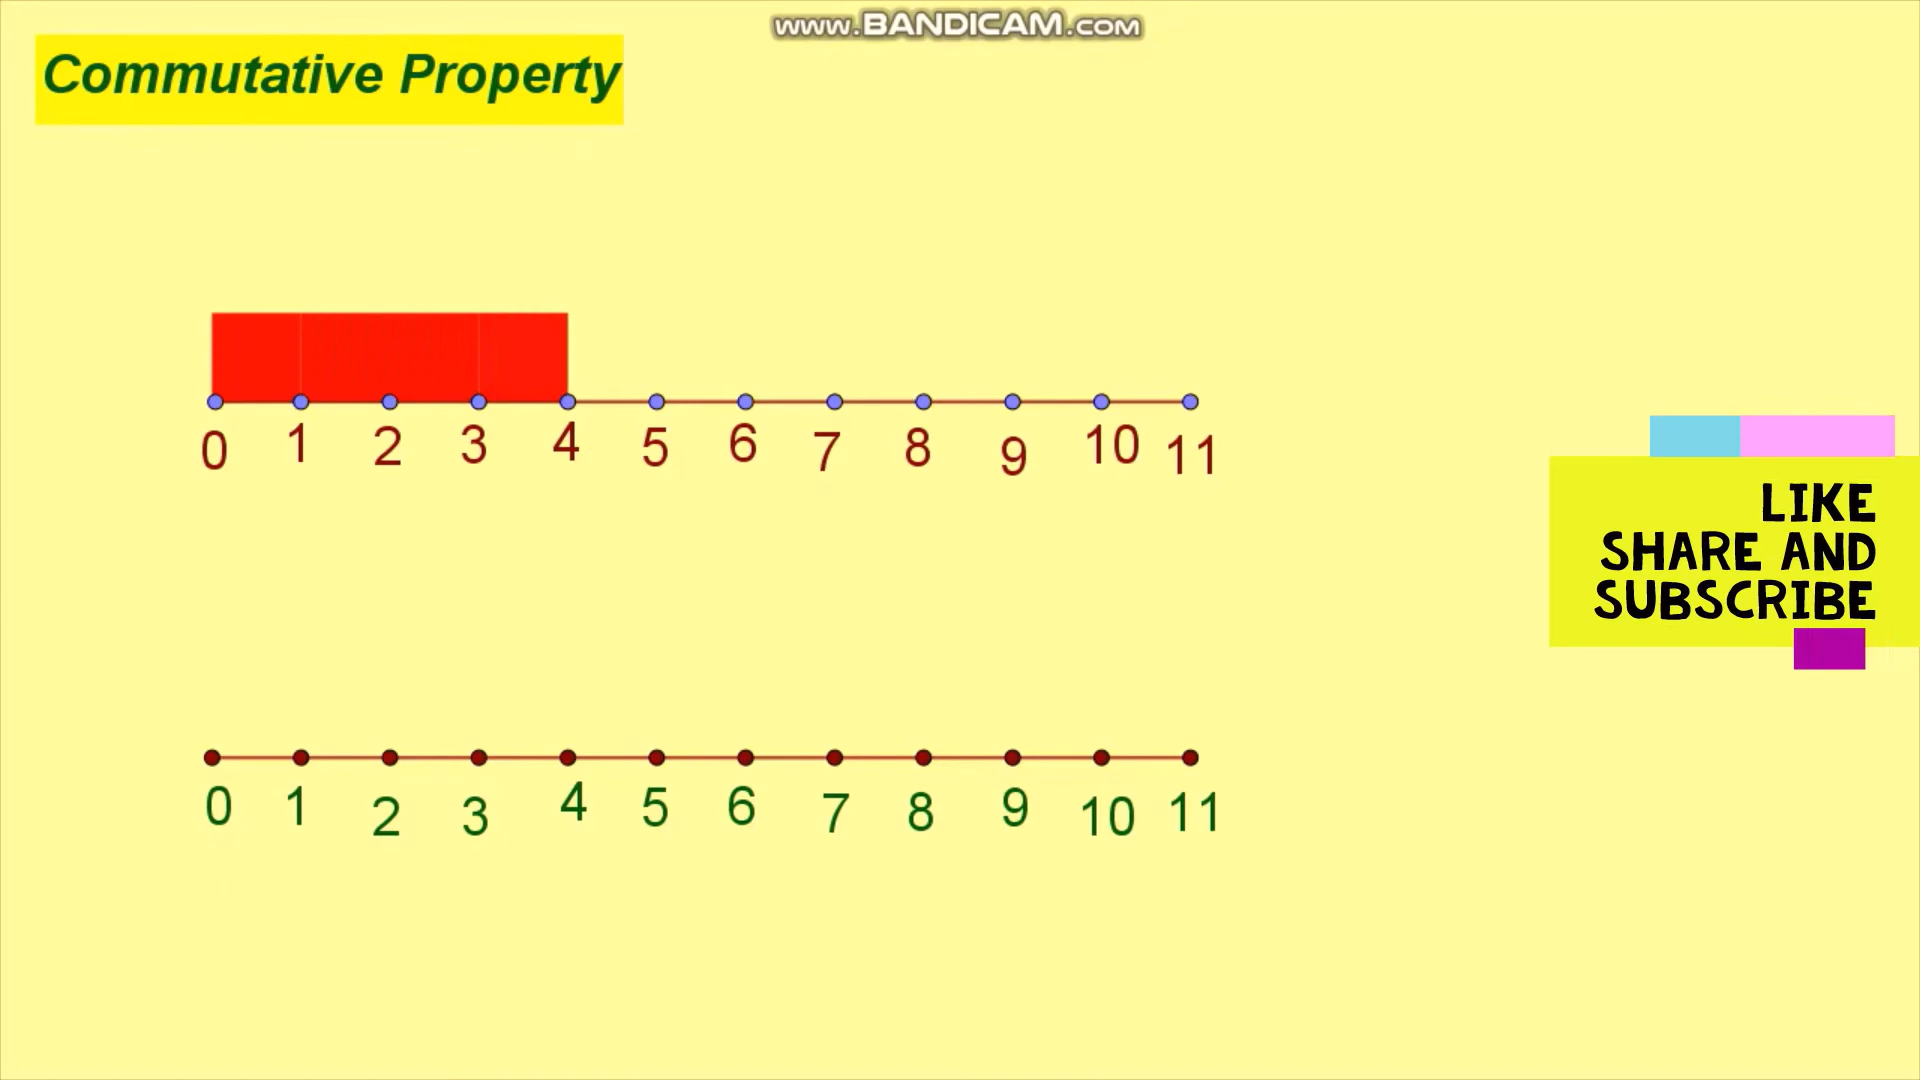 www.BANDICAM.com
Commutative Property
0 1 2 3 4 5 6 7 8 9 10 11
LIKE
SHARE AND
SUBSCRIBE
0 1 2 3 4 5 6 7 8 9 10 11